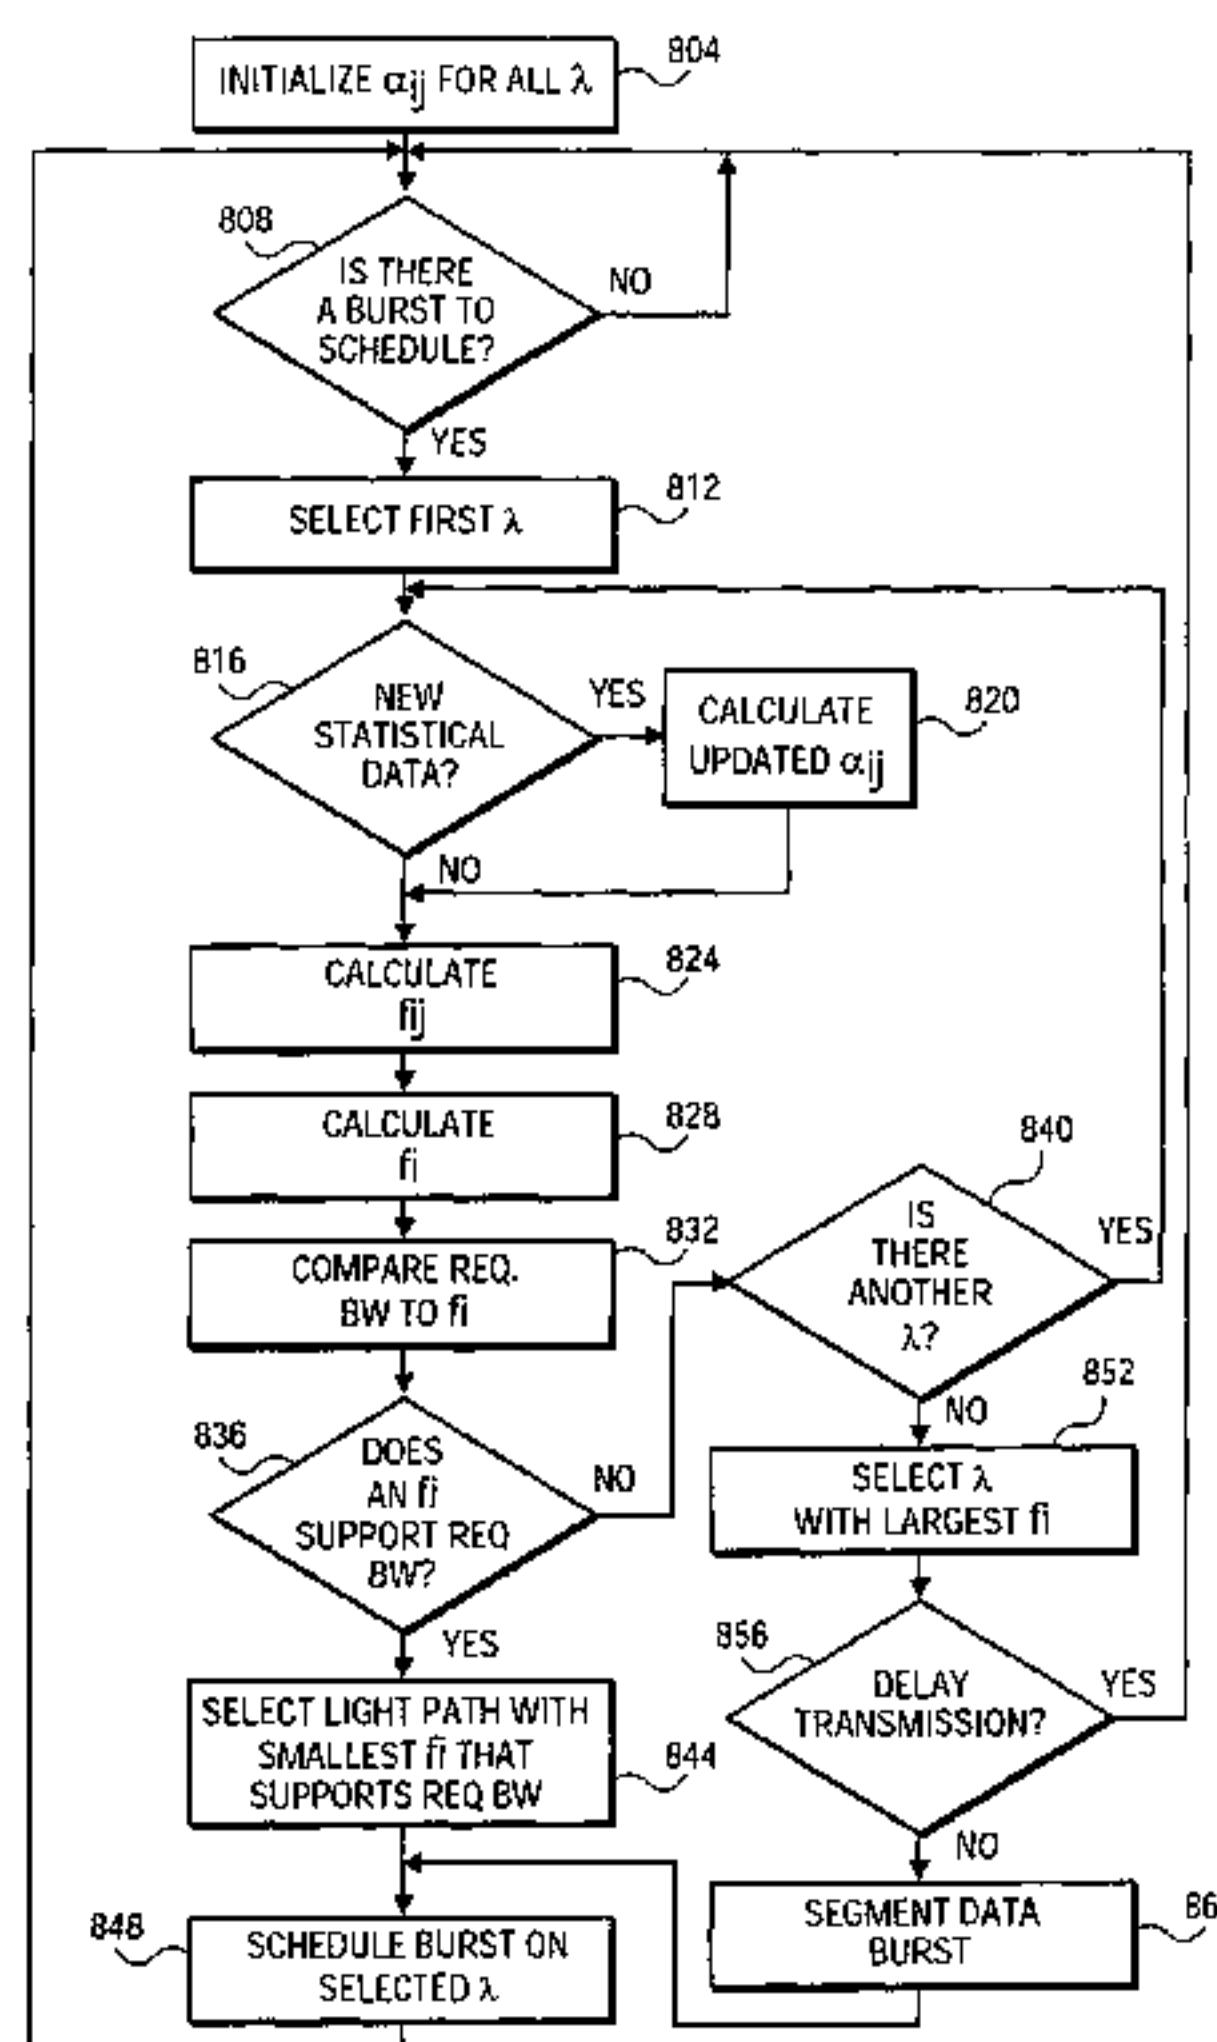 INITIALIZE αij FOR ALL λ
804
808
IS THERE
A BURST TO
SCHEDULE?
NO
YES
SELECT FIRST λ
812
816
NEW
STATISTICAL
DATA?
YES
NO
CALCULATE
UPDATED αij
820
CALCULATE
fij
824
CALCULATE
fi
828
COMPARE REQ.
BW TO fi
832
836
DOES
AN fi
SUPPORT REQ
BW?
NO
YES
840
IS
THERE
ANOTHER
λ?
YES
NO
852
SELECT λ
WITH LARGEST fi
SELECT LIGHT PATH WITH
SMALLEST fi THAT
SUPPORTS REQ BW
844
856
DELAY
TRANSMISSION?
YES
NO
SEGMENT DATA
BURST
86
848
SCHEDULE BURST ON
SELECTED λ